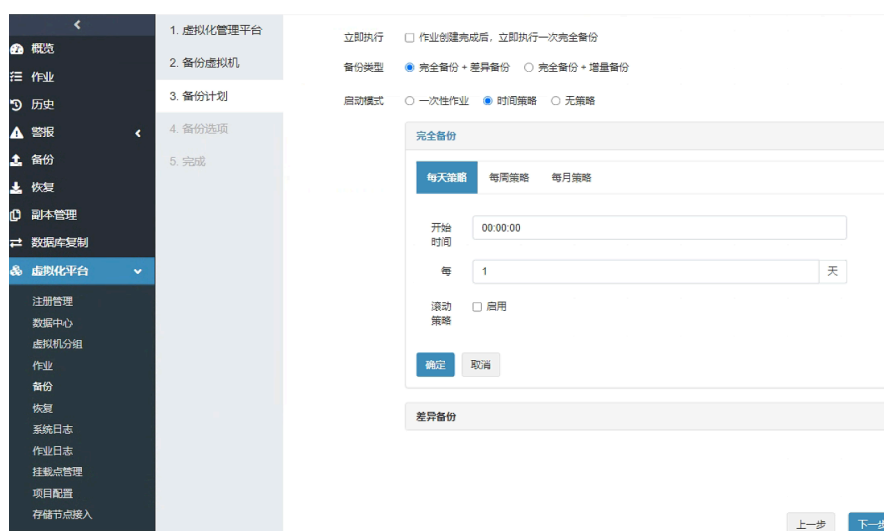 概览
作业
历史
警报
备份
恢复
副本管理
数据库复制
虚拟化平台
注册管理
数据中心
虚拟机分组
作业
备份
恢复
系统日志
作业日志
挂载点管理
项目配置
存储节点接入
1. 虚拟化管理平台
2. 备份虚拟机
3. 备份计划
4. 备份选项
5. 完成
立即执行 作业创建完成后，立即执行一次完全备份
备份类型 完全备份 + 差异备份 完全备份 + 增量备份
启动模式 一次性作业 时间策略 无策略
完全备份
每天策略 每周策略 每月策略
开始
时间
00:00:00
每 1 天
滚动
策略
启用
确定 取消
差异备份
上一步 下一步